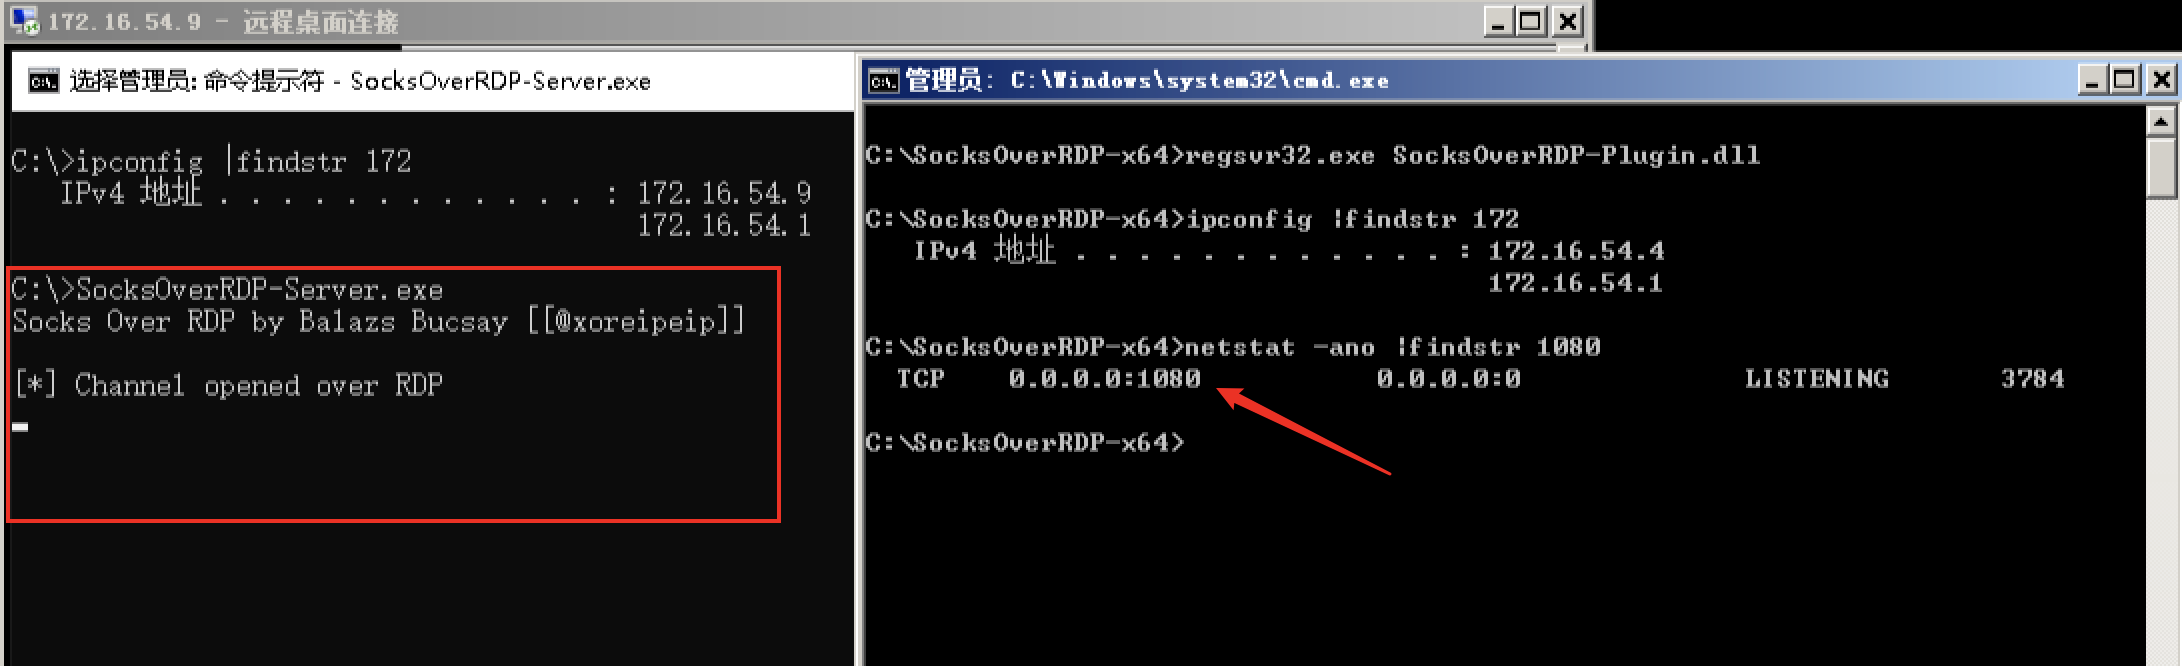 172.16.54.9 - 远程桌面连接
选择管理员: 命令提示符 - SocksOverRDP-Server.exe
C:\>ipconfig |findstr 172
IPv4 地址 . . . . . . . . . . . . . : 172.16.54.9
172.16.54.1
C:\>SocksOverRDP-Server.exe
Socks Over RDP by Balazs Bucsay [[@xoreipeip]]
[*] Channel opened over RDP
管理员: C:\Windows\system32\cmd.exe
C:\SocksOverRDP-x64>regsvr32.exe SocksOverRDP-Plugin.dll
C:\SocksOverRDP-x64>ipconfig |findstr 172
IPv4 地址 . . . . . . . . . . . . : 172.16.54.4
172.16.54.1
C:\SocksOverRDP-x64>netstat -ano |findstr 1080
TCP 0.0.0.0:1080 0.0.0.0:0 LISTENING 3784
C:\SocksOverRDP-x64>